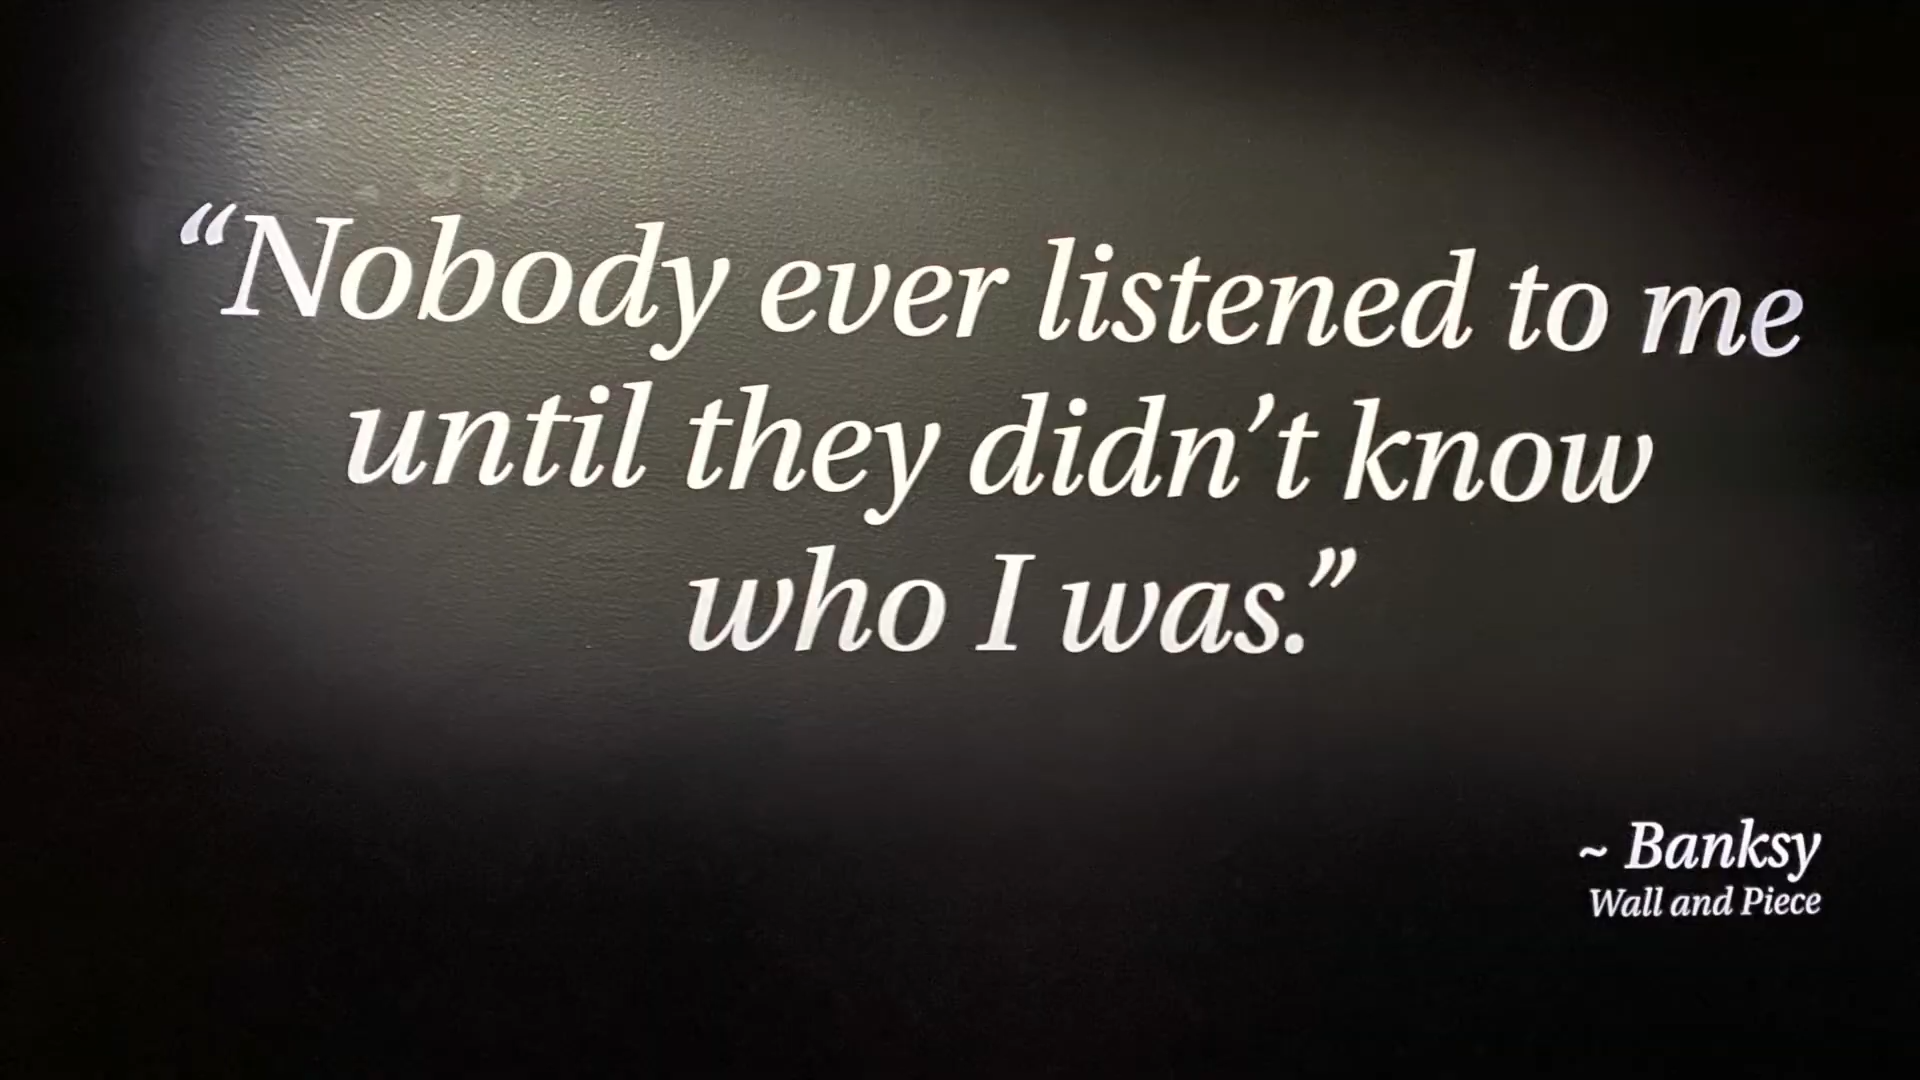 “Nobody ever listened to me
until they didn’t know
who I was.”
~ Banksy
Wall and Piece